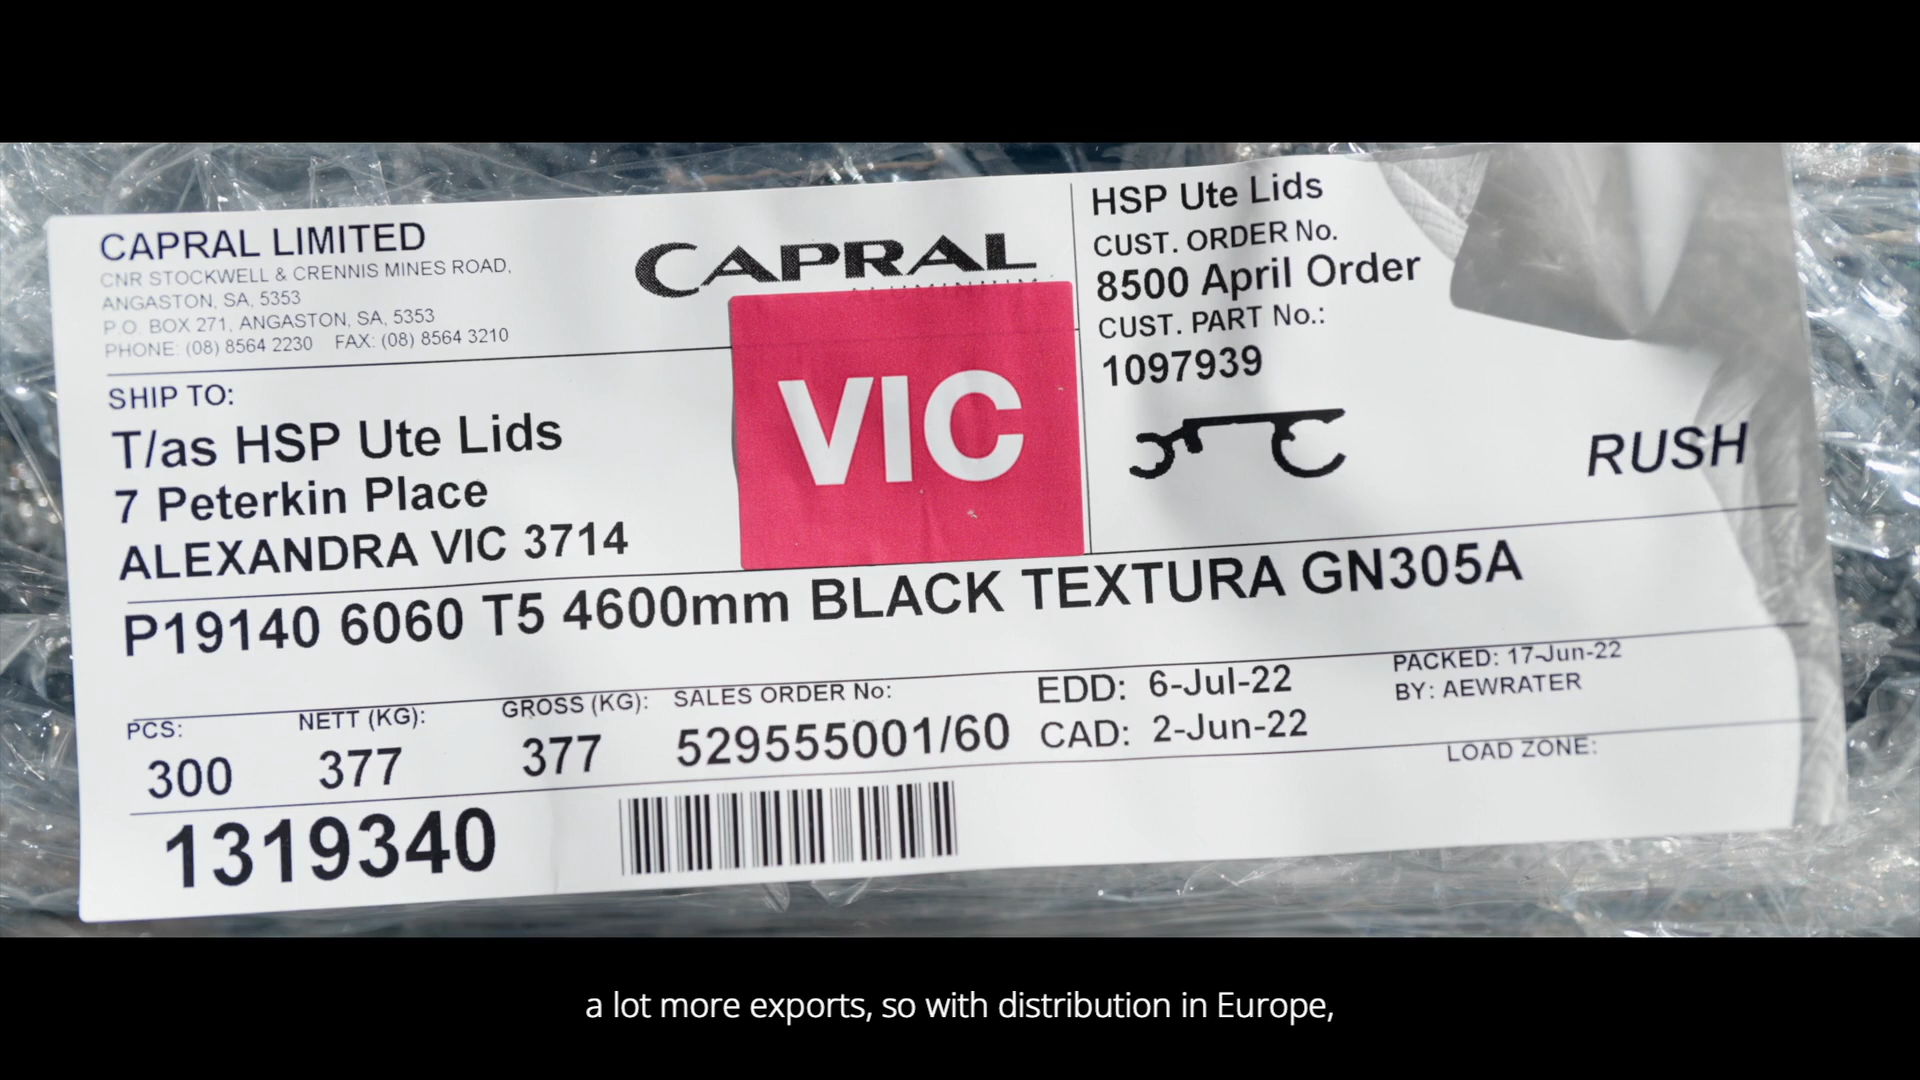 CAPRAL LIMITED
CNR STOCKWELL & CRENNIS MINES ROAD,
ANGASTON, SA, 5353
P.O. BOX 271, ANGASTON, SA, 5353
PHONE: (08) 8564 2230 FAX: (08) 8564 3210
CAPRAL
SHIP TO:
T/as HSP Ute Lids
7 Peterkin Place
ALEXANDRA VIC 3714
VIC
HSP Ute Lids
CUST. ORDER No.
8500 April Order
CUST. PART No.:
1097939
RUSH
P19140 6060 T5 4600mm BLACK TEXTURA GN305A
PCS: NETT (KG): GROSS (KG): SALES ORDER No:
300 377 377 529555001/60
EDD: 6-Jul-22
CAD: 2-Jun-22
PACKED: 17-Jun-22
BY: AEWRATER
LOAD ZONE:
1319340
a lot more exports, so with distribution in Europe,